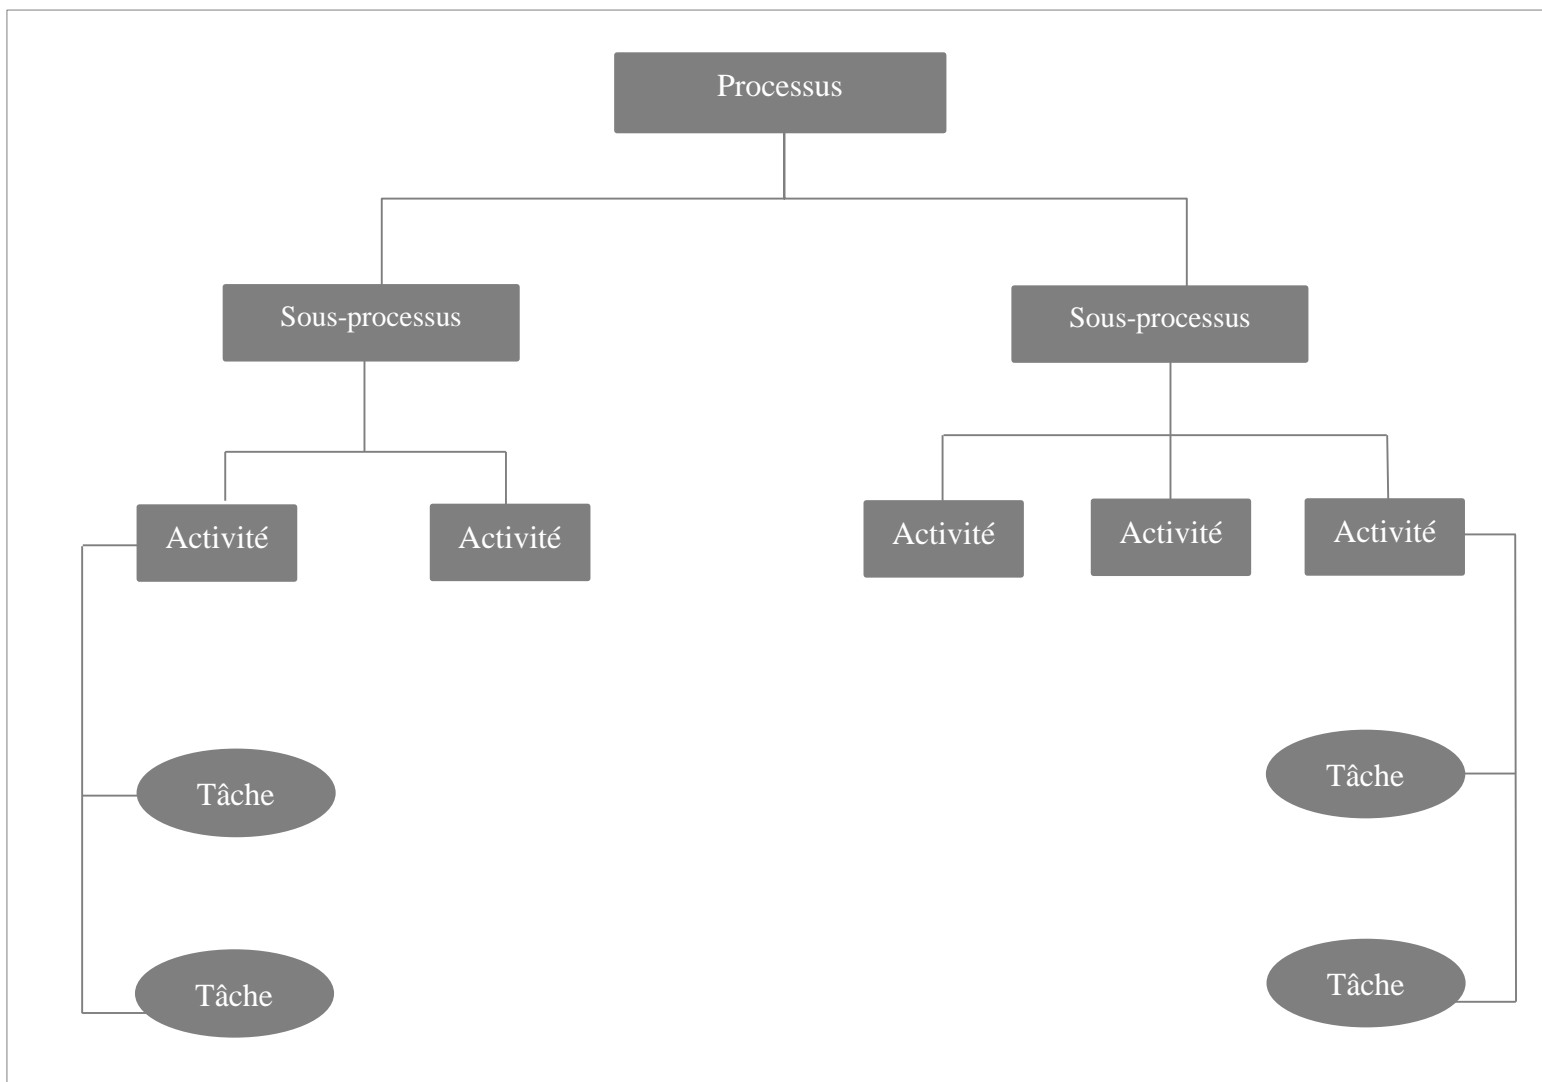 Processus
Sous-processus
Sous-processus
Activité
Activité
Activité
Activité
Activité
Tâche
Tâche
Tâche
Tâche